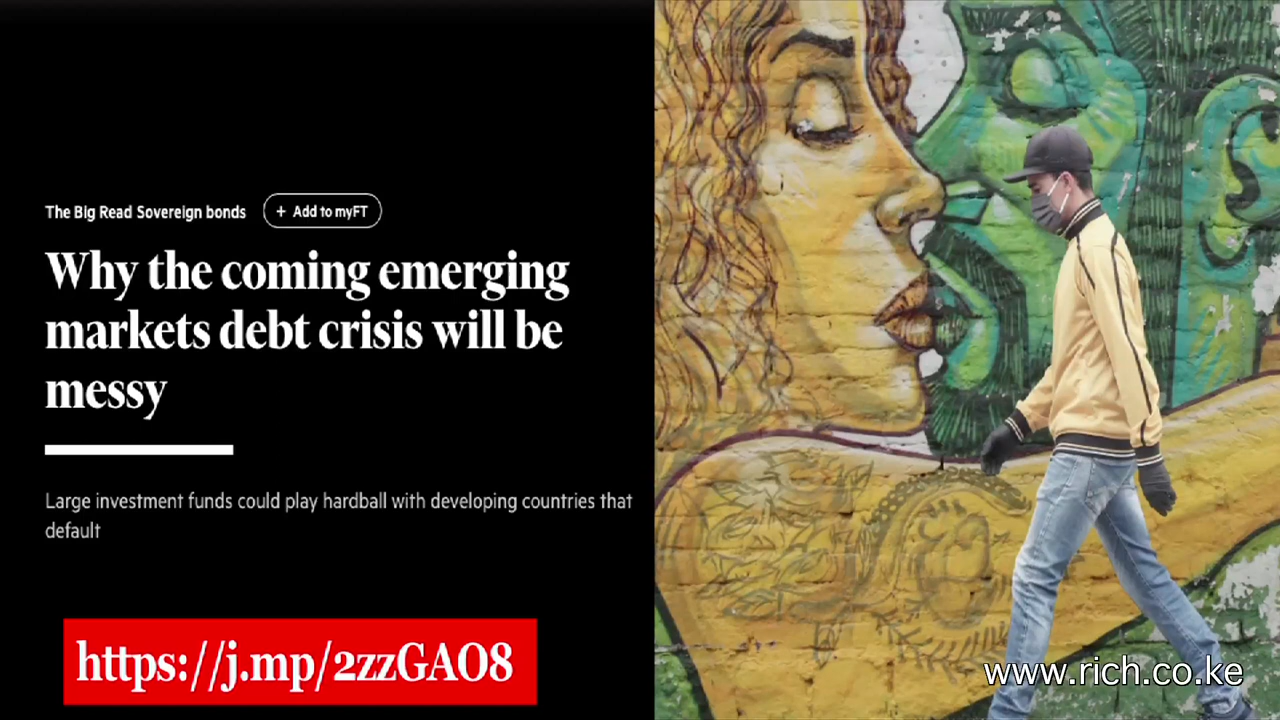 The Big Read Sovereign bonds + Add to myFT
Why the coming emerging
markets debt crisis will be
messy
Large investment funds could play hardball with developing countries that
default
https://j.mp/2zzGAO8
www.rich.co.ke